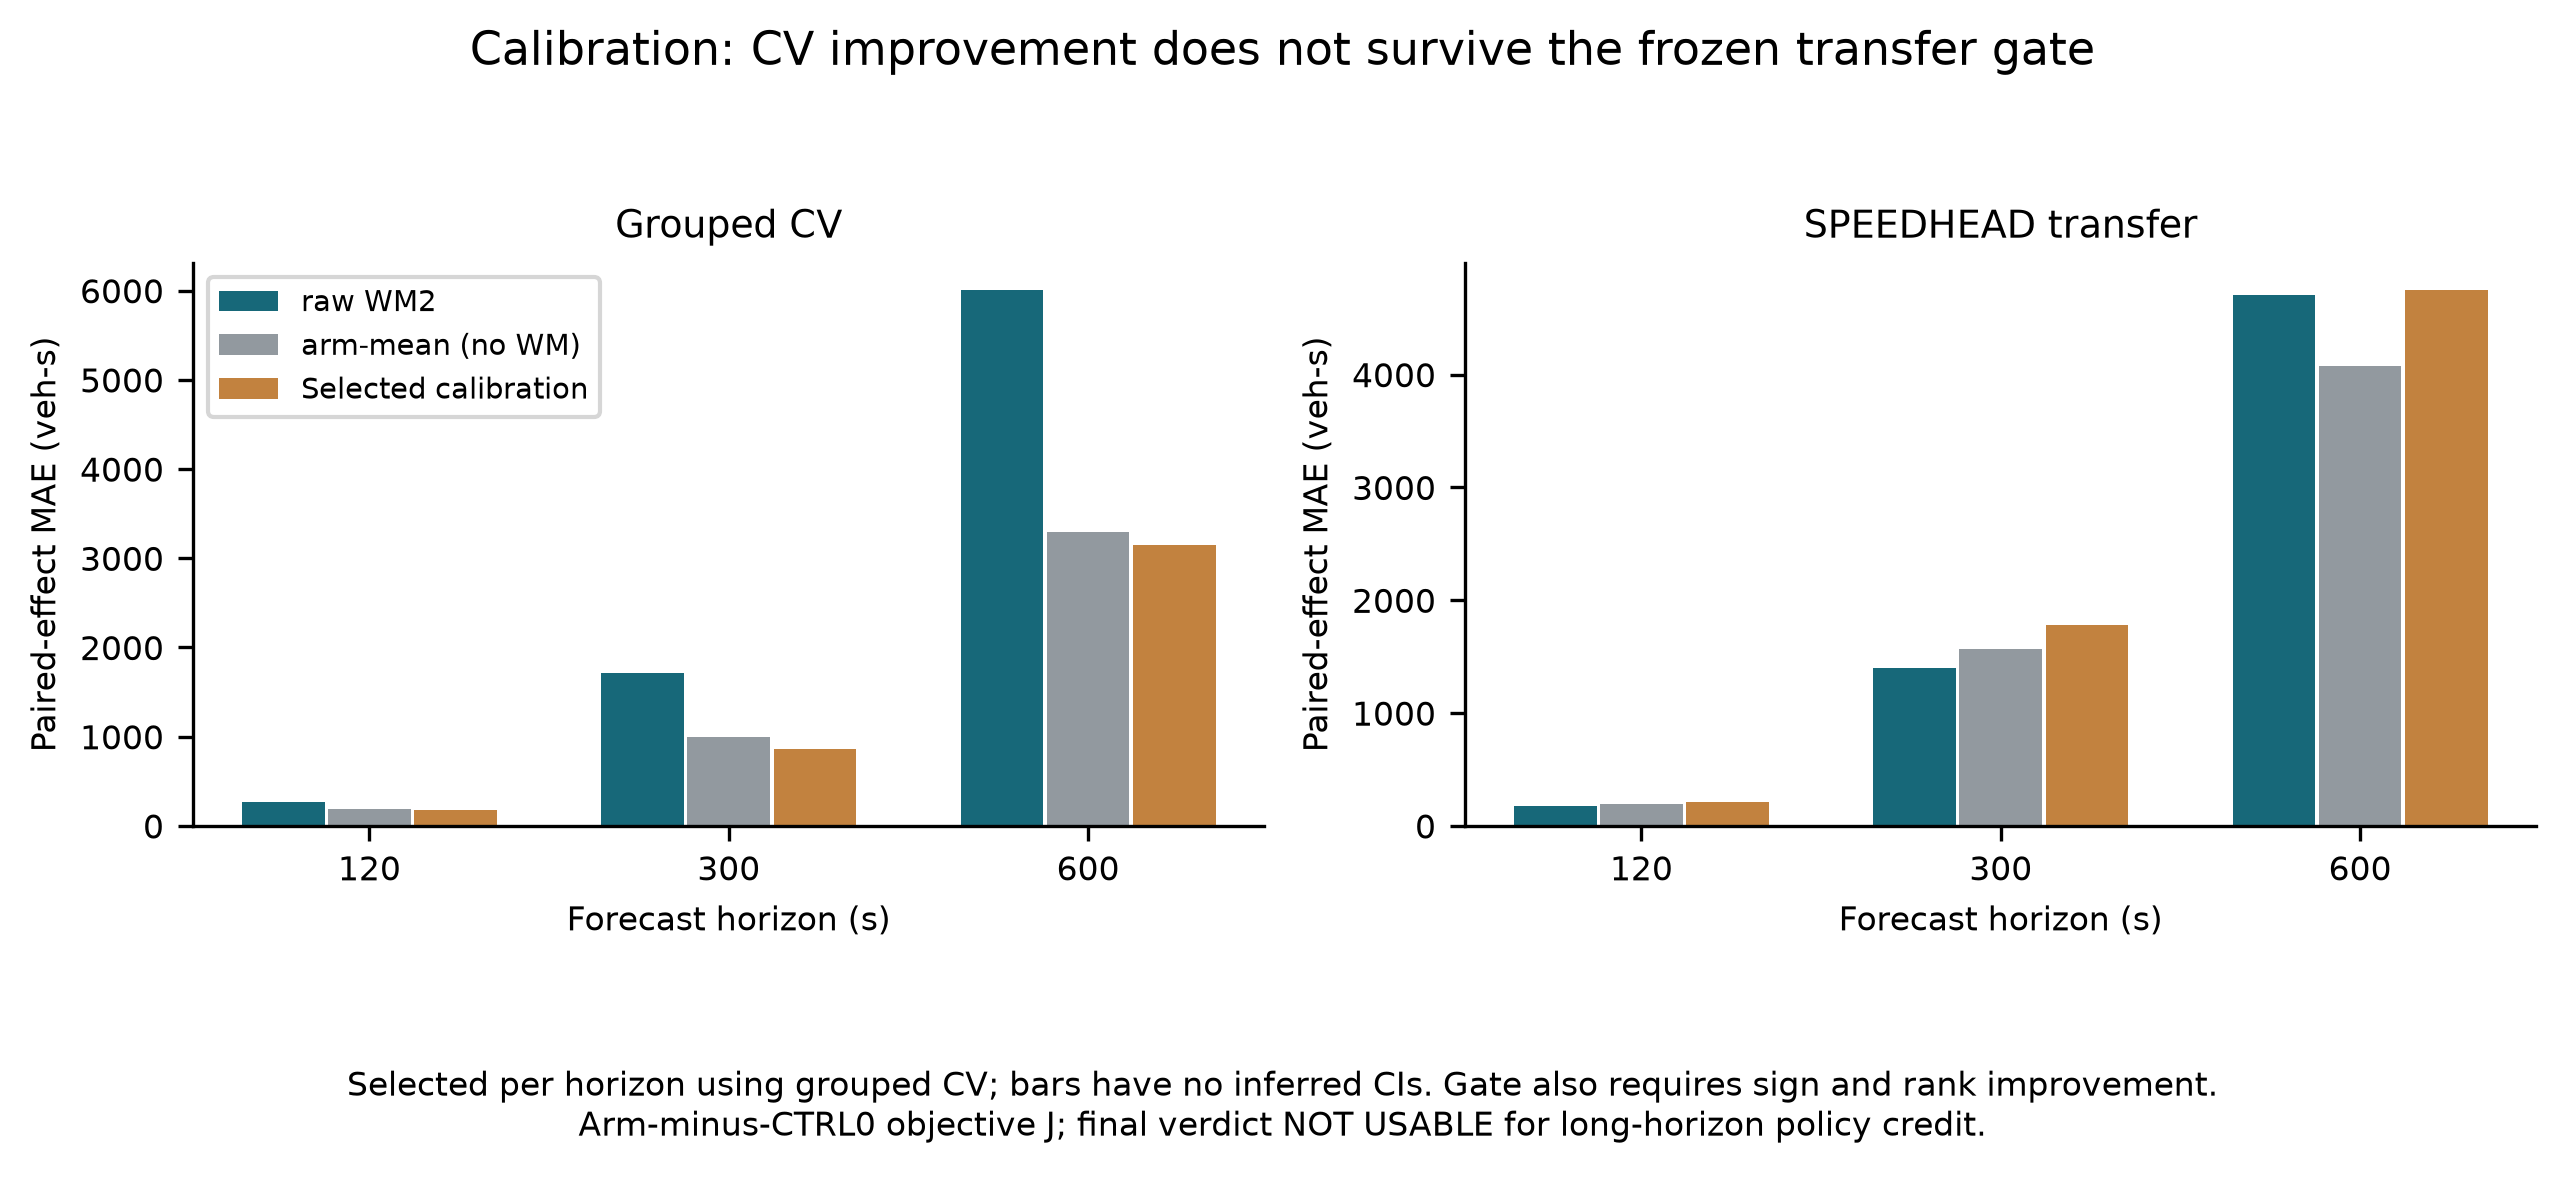 Calibration: CV improvement does not survive the frozen transfer gate
Grouped CV
Paired-effect MAE (veh-s)
6000
5000
4000
3000
2000
1000
0
raw WM2
arm-mean (no WM)
Selected calibration
120
300
600
Forecast horizon (s)
SPEEDHEAD transfer
Paired-effect MAE (veh-s)
4000
3000
2000
1000
0
120
300
600
Forecast horizon (s)
Selected per horizon using grouped CV; bars have no inferred CIs. Gate also requires sign and rank improvement.
Arm-minus-CTRL0 objective J; final verdict NOT USABLE for long-horizon policy credit.